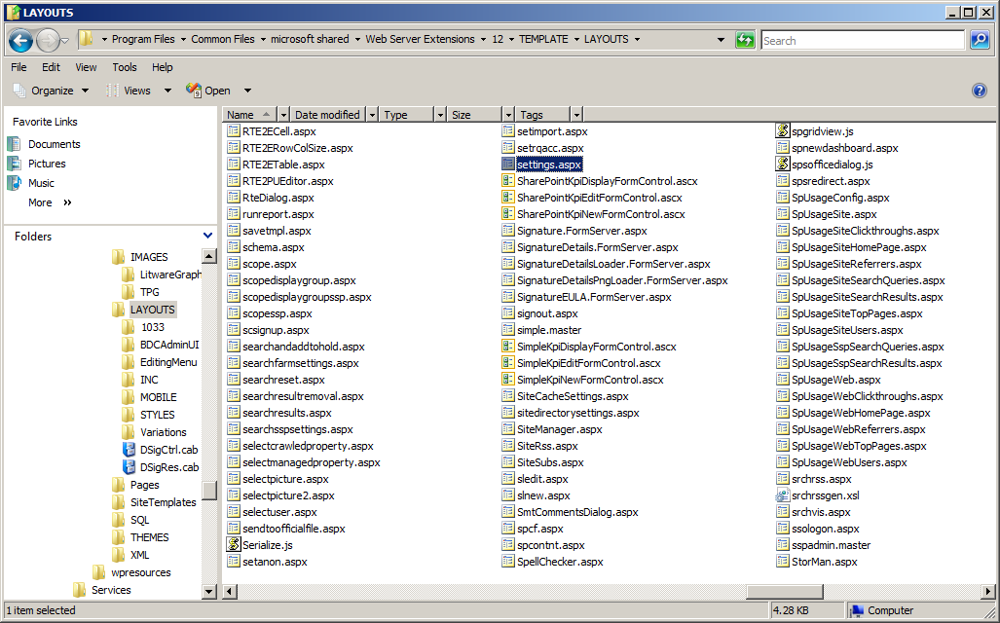 LAYOUTS
Program Files Common Files microsoft shared Web Server Extensions 12 TEMPLATE LAYOUTS Search
File Edit View Tools Help
Organize Views Open
Favorite Links
Documents
Pictures
Music
More »
Folders
IMAGES
LitwareGraph
TPG
LAYOUTS
1033
BDCAdminUI
EditingMenu
INC
MOBILE
STYLES
Variations
DSigCtrl.cab
DSigRes.cab
Pages
SiteTemplates
SQL
THEMES
XML
wpresources
Services
Name Date modified Type Size Tags
RTE2ECell.aspx
RTE2ERowColSize.aspx
RTE2ETable.aspx
RTE2PUEditor.aspx
RteDialog.aspx
runreport.aspx
savetmpl.aspx
schema.aspx
scope.aspx
scopedisplaygroup.aspx
scopedisplaygroupssp.aspx
scopessp.aspx
scsignup.aspx
searchandaddtohold.aspx
searchfarmsettings.aspx
searchreset.aspx
searchresultremoval.aspx
searchresults.aspx
searchsspsettings.aspx
selectcrawledproperty.aspx
selectmanagedproperty.aspx
selectpicture.aspx
selectpicture2.aspx
selectuser.aspx
sendtoofficialfile.aspx
Serialize.js
setanon.aspx
setimport.aspx
setrqacc.aspx
settings.aspx
SharePointKpiDisplayFormControl.ascx
SharePointKpiEditFormControl.ascx
SharePointKpiNewFormControl.ascx
Signature.FormServer.aspx
SignatureDetails.FormServer.aspx
SignatureDetailsLoader.FormServer.aspx
SignatureDetailsPngLoader.FormServer.aspx
SignatureEULA.FormServer.aspx
signout.aspx
simple.master
SimpleKpiDisplayFormControl.ascx
SimpleKpiEditFormControl.ascx
SimpleKpiNewFormControl.ascx
SiteCacheSettings.aspx
sitedirectorysettings.aspx
SiteManager.aspx
SiteRss.aspx
SiteSubs.aspx
sledit.aspx
slnew.aspx
SmtCommentsDialog.aspx
spcf.aspx
spcontnt.aspx
SpellChecker.aspx
spgridview.js
spnewdashboard.aspx
spsofficedialog.js
spsredirect.aspx
SpUsageConfig.aspx
SpUsageSite.aspx
SpUsageSiteClickthroughs.aspx
SpUsageSiteHomePage.aspx
SpUsageSiteReferrers.aspx
SpUsageSiteSearchQueries.aspx
SpUsageSiteSearchResults.aspx
SpUsageSiteTopPages.aspx
SpUsageSiteUsers.aspx
SpUsageSspSearchQueries.aspx
SpUsageSspSearchResults.aspx
SpUsageWeb.aspx
SpUsageWebClickthroughs.aspx
SpUsageWebHomePage.aspx
SpUsageWebReferrers.aspx
SpUsageWebTopPages.aspx
SpUsageWebUsers.aspx
srchrss.aspx
srchrssgen.xsl
srchvis.aspx
ssologon.aspx
sspadmin.master
StorMan.aspx
1 item selected 4.28 KB Computer